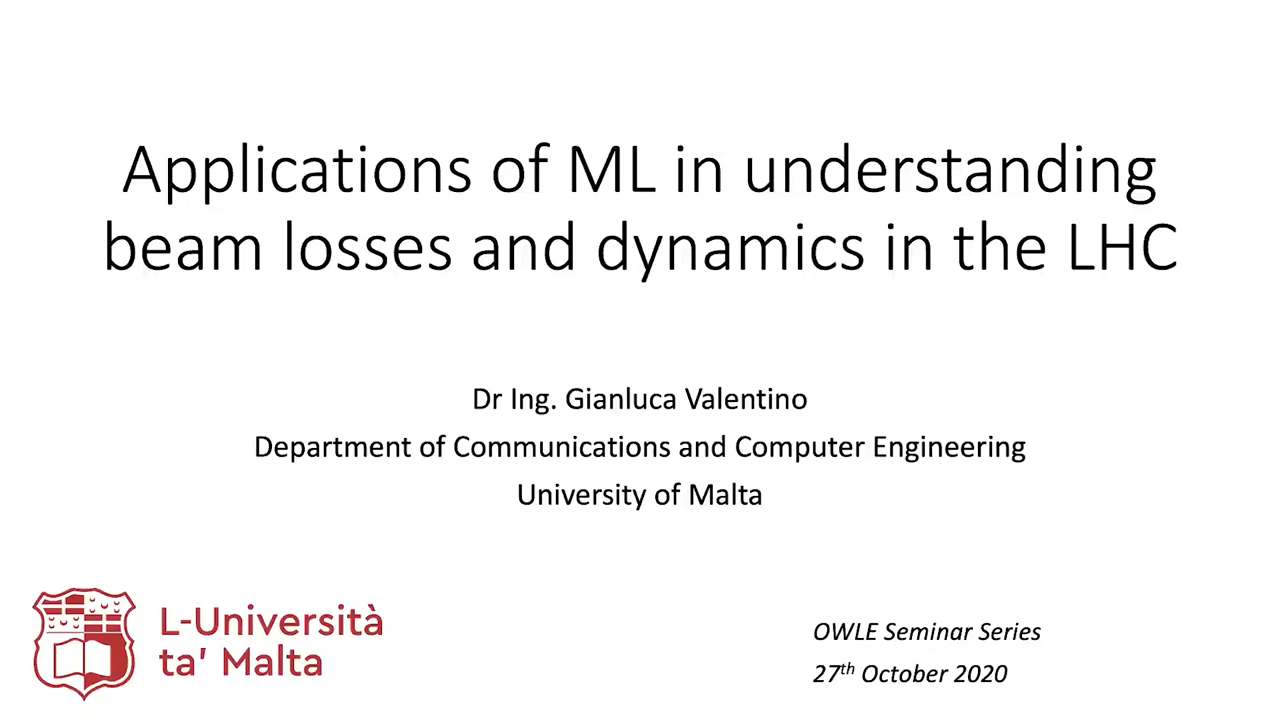 Applications of ML in understanding
beam losses and dynamics in the LHC
Dr Ing. Gianluca Valentino
Department of Communications and Computer Engineering
University of Malta
L-Università
ta' Malta
OWLE Seminar Series
27th October 2020